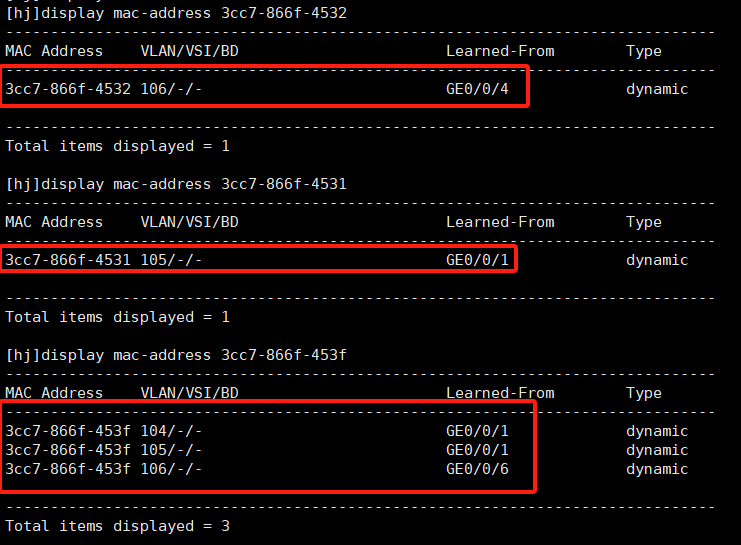 [hj]display mac-address 3cc7-866f-4532
-------------------------------------------------------------------------------
MAC Address    VLAN/VSI/BD                       Learned-From        Type
-------------------------------------------------------------------------------
3cc7-866f-4532 106/-/-                           GE0/0/4             dynamic
-------------------------------------------------------------------------------
Total items displayed = 1
[hj]display mac-address 3cc7-866f-4531
-------------------------------------------------------------------------------
MAC Address    VLAN/VSI/BD                       Learned-From        Type
-------------------------------------------------------------------------------
3cc7-866f-4531 105/-/-                           GE0/0/1             dynamic
-------------------------------------------------------------------------------
Total items displayed = 1
[hj]display mac-address 3cc7-866f-453f
-------------------------------------------------------------------------------
MAC Address    VLAN/VSI/BD                       Learned-From        Type
-------------------------------------------------------------------------------
3cc7-866f-453f 104/-/-                           GE0/0/1             dynamic
3cc7-866f-453f 105/-/-                           GE0/0/1             dynamic
3cc7-866f-453f 106/-/-                           GE0/0/6             dynamic
-------------------------------------------------------------------------------
Total items displayed = 3